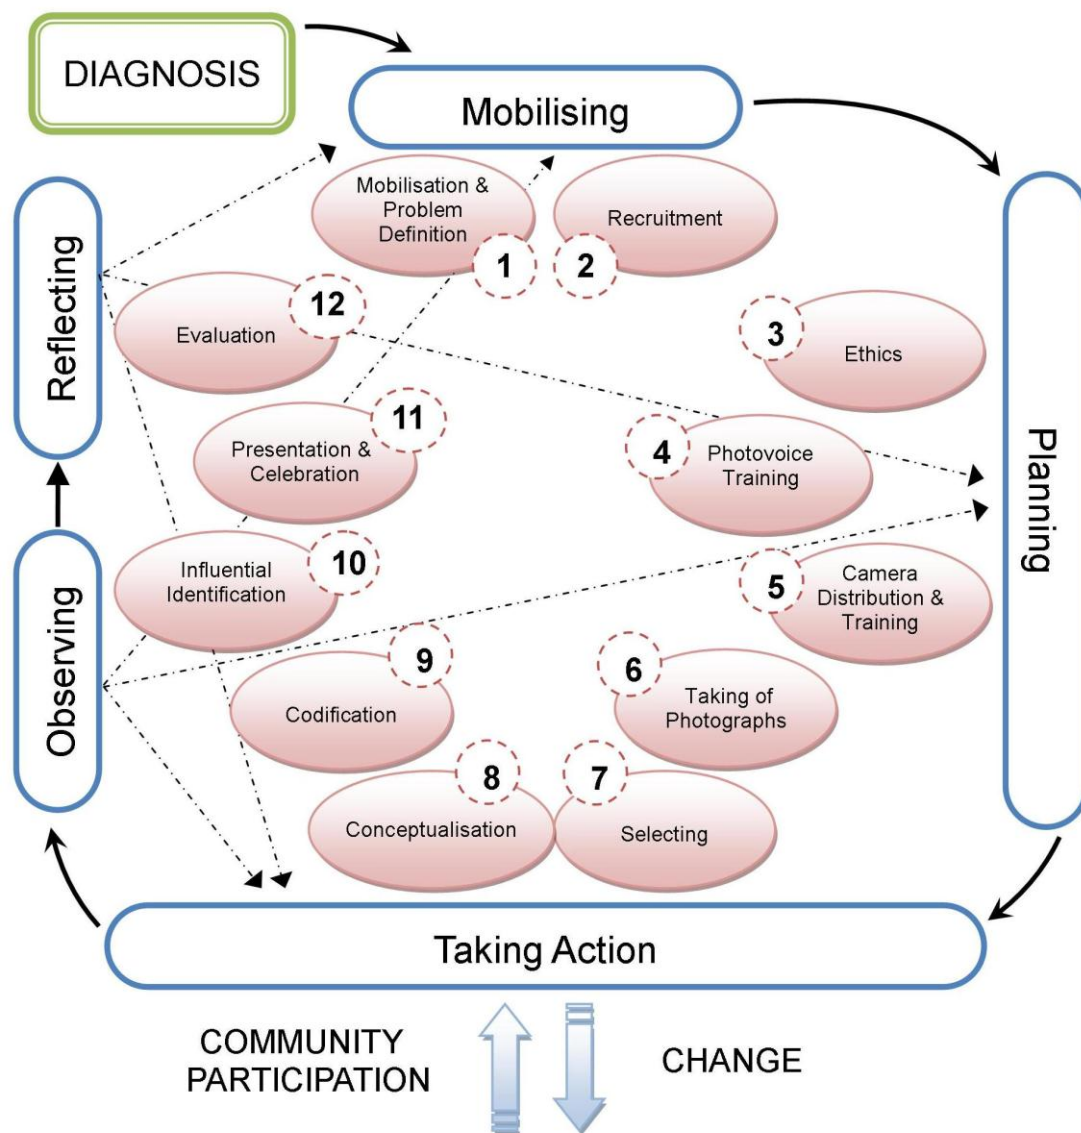 DIAGNOSIS
Mobilising
Mobilisation &
Problem
Definition
1
Recruitment
2
3
Ethics
4
Photovoice
Training
Planning
5
Camera
Distribution &
Training
6
Taking of
Photographs
7
Selecting
8
Conceptualisation
9
Codification
10
Influential
Identification
11
Presentation &
Celebration
12
Evaluation
Reflecting
Observing
Taking Action
COMMUNITY
PARTICIPATION
CHANGE